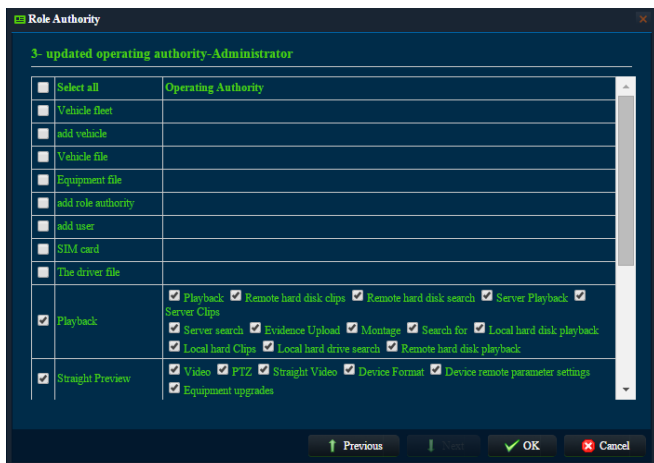 Role Authority
3- updated operating authority-Administrator
Select all Operating Authority
Vehicle fleet
add vehicle
Vehicle file
Equipment file
add role authority
add user
SIM card
The driver file
Playback
Playback Remote hard disk clips Remote hard disk search Server Playback
Server Clips
Server search Evidence Upload Montage Search for Local hard disk playback
Local hard Clips Local hard drive search Remote hard disk playback
Straight Preview
Video PTZ Straight Video Device Format Device remote parameter settings
Equipment upgrades
Previous Next OK Cancel